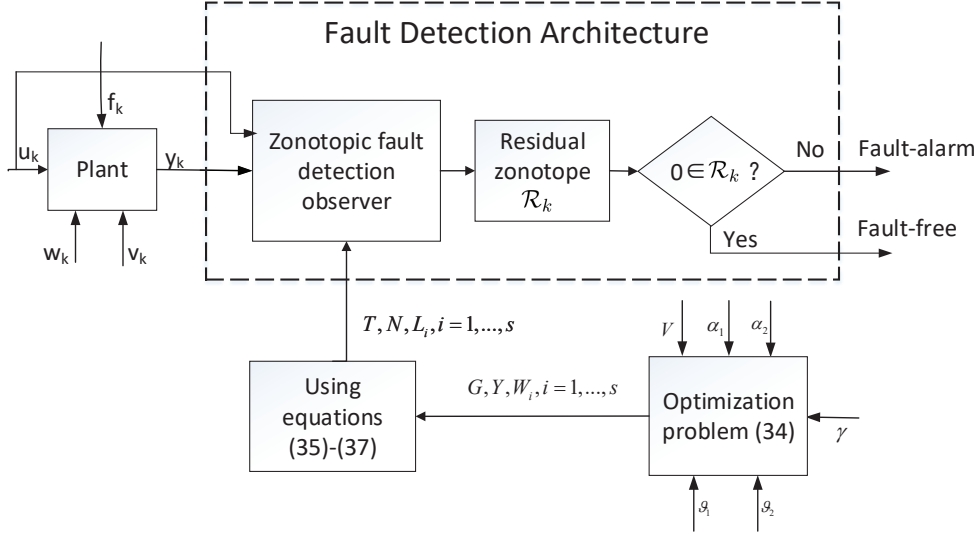 Fault Detection Architecture
f_k
u_k
Plant
y_k
w_k
v_k
Zonotopic fault
detection
observer
Residual
zonotope
ℛ_k
0 ∈ ℛ_k ?
No
Fault-alarm
Yes
Fault-free
T, N, L_i, i = 1,..., s
Using
equations
(35)-(37)
G, Y, W_i, i = 1,..., s
V
α_1
α_2
Optimization
problem (34)
γ
ϑ_1
ϑ_2